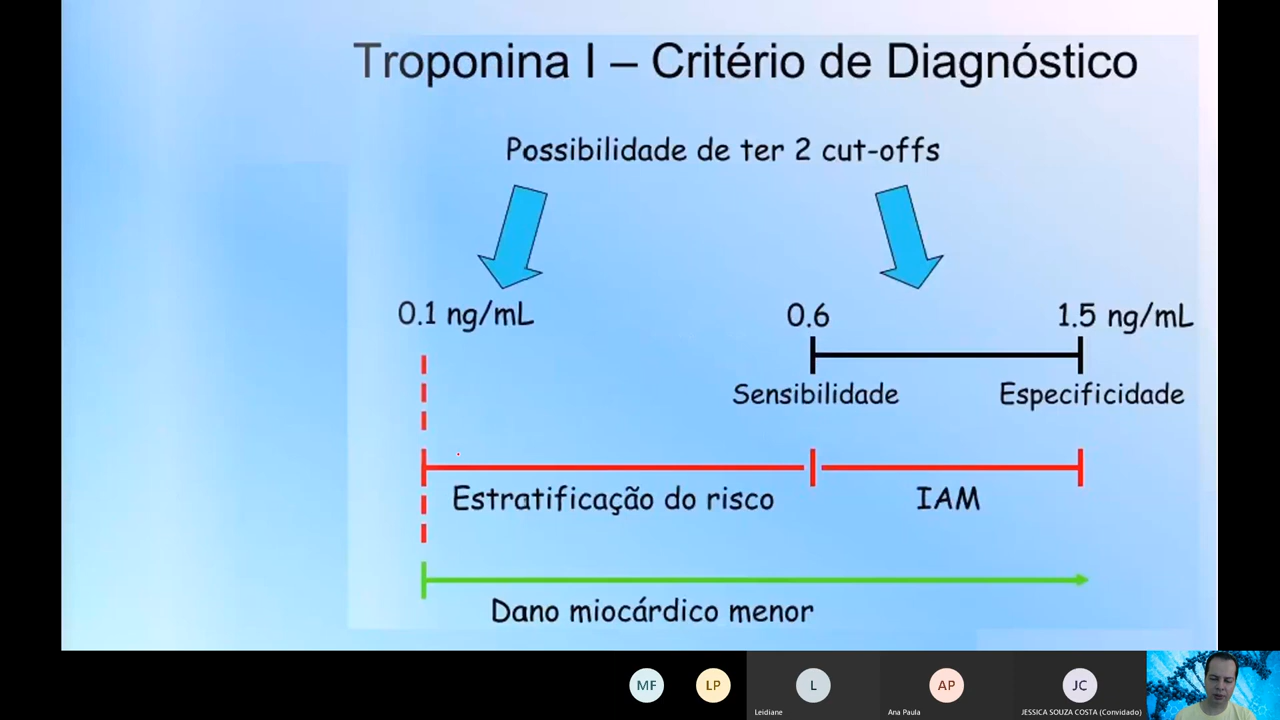 Troponina I – Critério de Diagnóstico
Possibilidade de ter 2 cut-offs
0.1 ng/mL
0.6
1.5 ng/mL
Sensibilidade
Especificidade
Estratificação do risco
IAM
Dano miocárdico menor
MF
LP
L
AP
JC
Leidiane
Ana Paula
JESSICA SOUZA COSTA (Convidado)